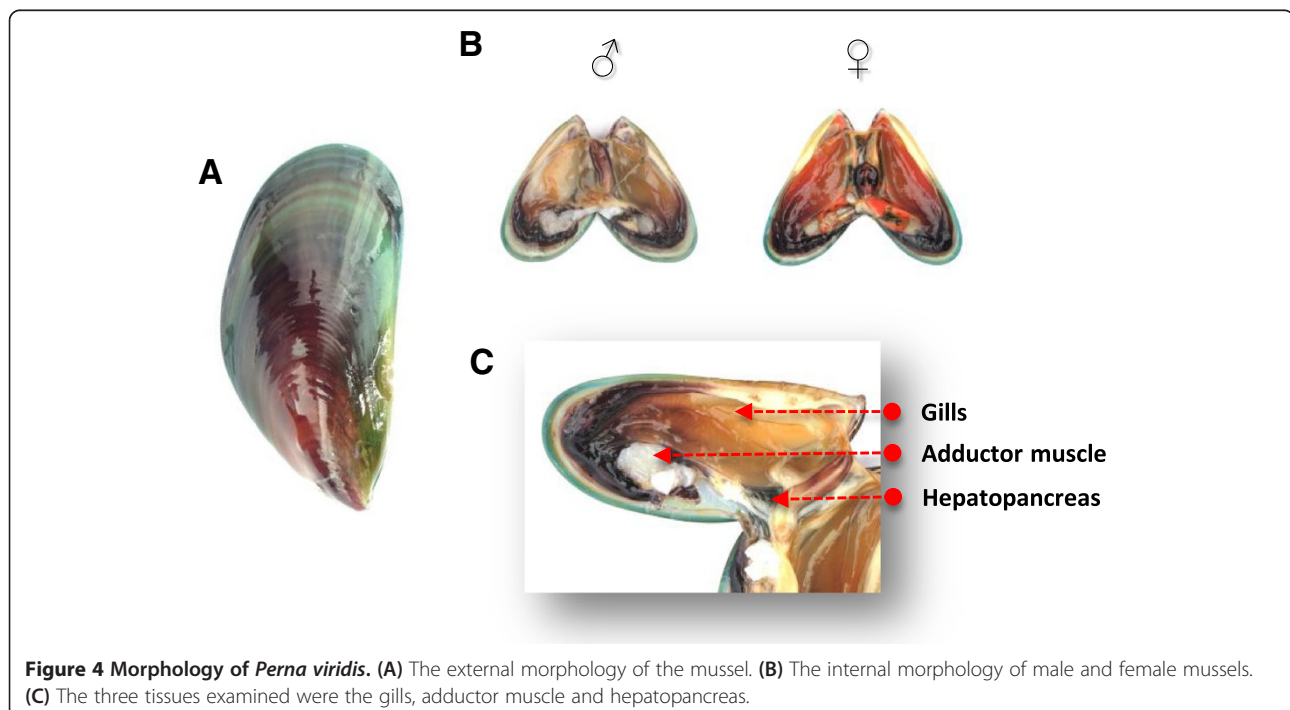 B
♂ ♀
A
C
Gills
Adductor muscle
Hepatopancreas
Figure 4 Morphology of Perna viridis. (A) The external morphology of the mussel. (B) The internal morphology of male and female mussels.
(C) The three tissues examined were the gills, adductor muscle and hepatopancreas.